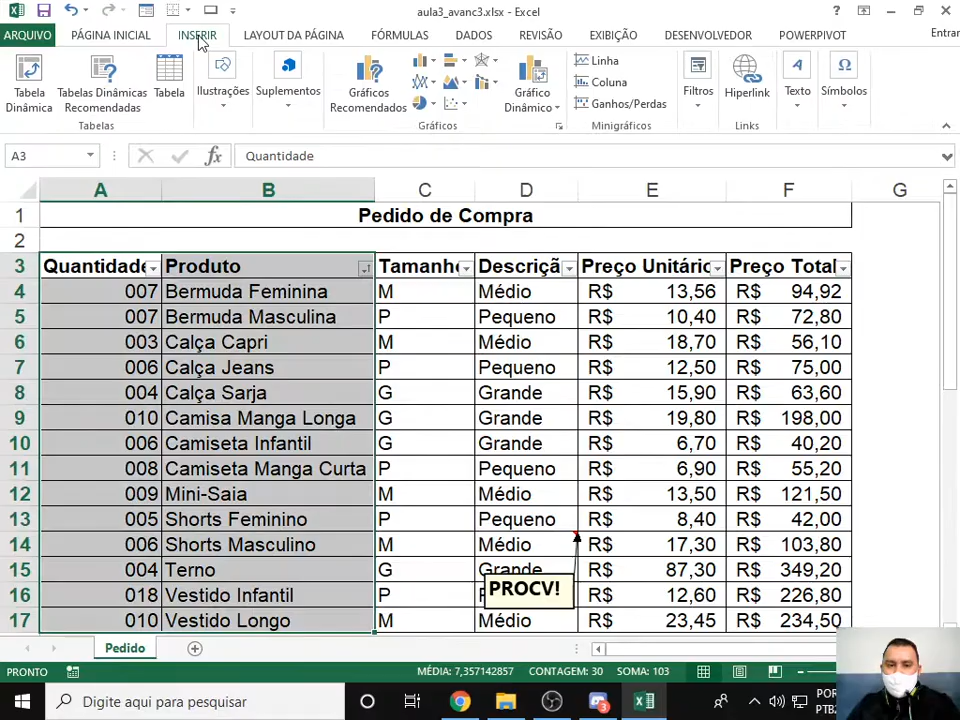 aula3_avanc3.xlsx - Excel
ARQUIVO PÁGINA INICIAL INSERIR LAYOUT DA PÁGINA FÓRMULAS DADOS REVISÃO EXIBIÇÃO DESENVOLVEDOR POWERPIVOT Entrar
Tabela Dinâmica
Tabelas Dinâmicas Recomendadas
Tabela
Tabelas
Ilustrações
Suplementos
Gráficos Recomendados
Gráfico Dinâmico
Gráficos
Linha
Coluna
Ganhos/Perdas
Minigráficos
Filtros
Hiperlink
Links
Texto
Símbolos
A3 fx Quantidade
A B C D E F G
1 Pedido de Compra
2
3 Quantidade Produto Tamanho Descriçã Preço Unitário Preço Total
4 007 Bermuda Feminina M Médio R$ 13,56 R$ 94,92
5 007 Bermuda Masculina P Pequeno R$ 10,40 R$ 72,80
6 003 Calça Capri M Médio R$ 18,70 R$ 56,10
7 006 Calça Jeans P Pequeno R$ 12,50 R$ 75,00
8 004 Calça Sarja G Grande R$ 15,90 R$ 63,60
9 010 Camisa Manga Longa G Grande R$ 19,80 R$ 198,00
10 006 Camiseta Infantil G Grande R$ 6,70 R$ 40,20
11 008 Camiseta Manga Curta P Pequeno R$ 6,90 R$ 55,20
12 009 Mini-Saia M Médio R$ 13,50 R$ 121,50
13 005 Shorts Feminino P Pequeno R$ 8,40 R$ 42,00
14 006 Shorts Masculino M Médio R$ 17,30 R$ 103,80
15 004 Terno G Grande R$ 87,30 R$ 349,20
PROCV!
16 018 Vestido Infantil P R$ 12,60 R$ 226,80
17 010 Vestido Longo M Médio R$ 23,45 R$ 234,50
Pedido
PRONTO MÉDIA: 7,357142857 CONTAGEM: 30 SOMA: 103
Digite aqui para pesquisar
POR
PTB2